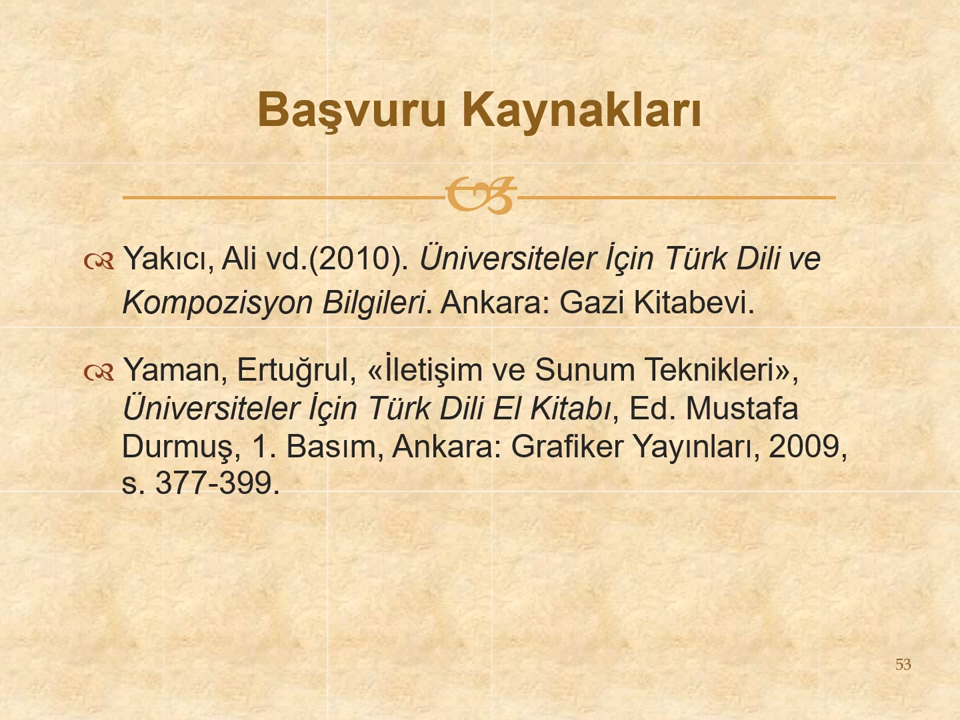 Başvuru Kaynakları
Yakıcı, Ali vd.(2010). Üniversiteler İçin Türk Dili ve
Kompozisyon Bilgileri. Ankara: Gazi Kitabevi.
Yaman, Ertuğrul, «İletişim ve Sunum Teknikleri»,
Üniversiteler İçin Türk Dili El Kitabı, Ed. Mustafa
Durmuş, 1. Basım, Ankara: Grafiker Yayınları, 2009,
s. 377-399.
53